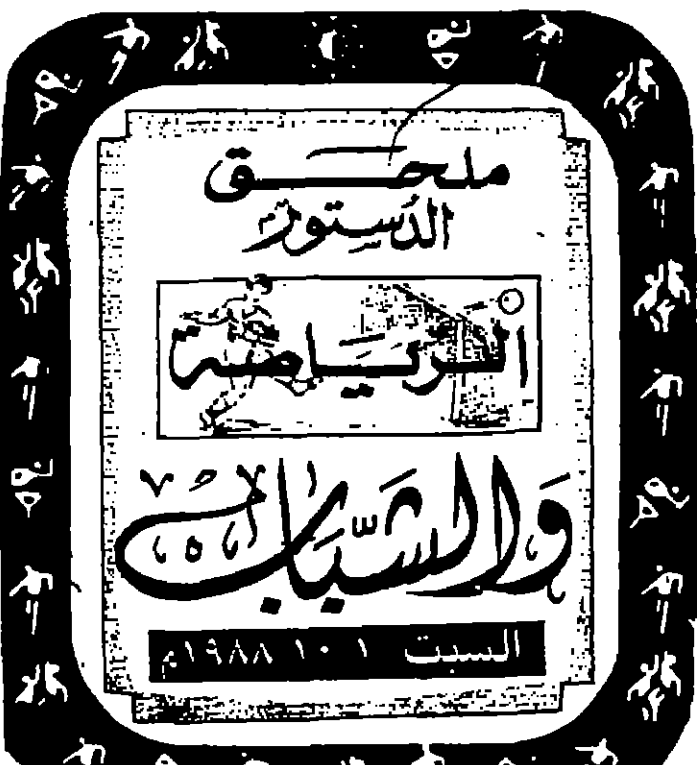 ملحق
الدستور
الرياضة
والشباب
السبت ١ ١٠ ١٩٨٨م